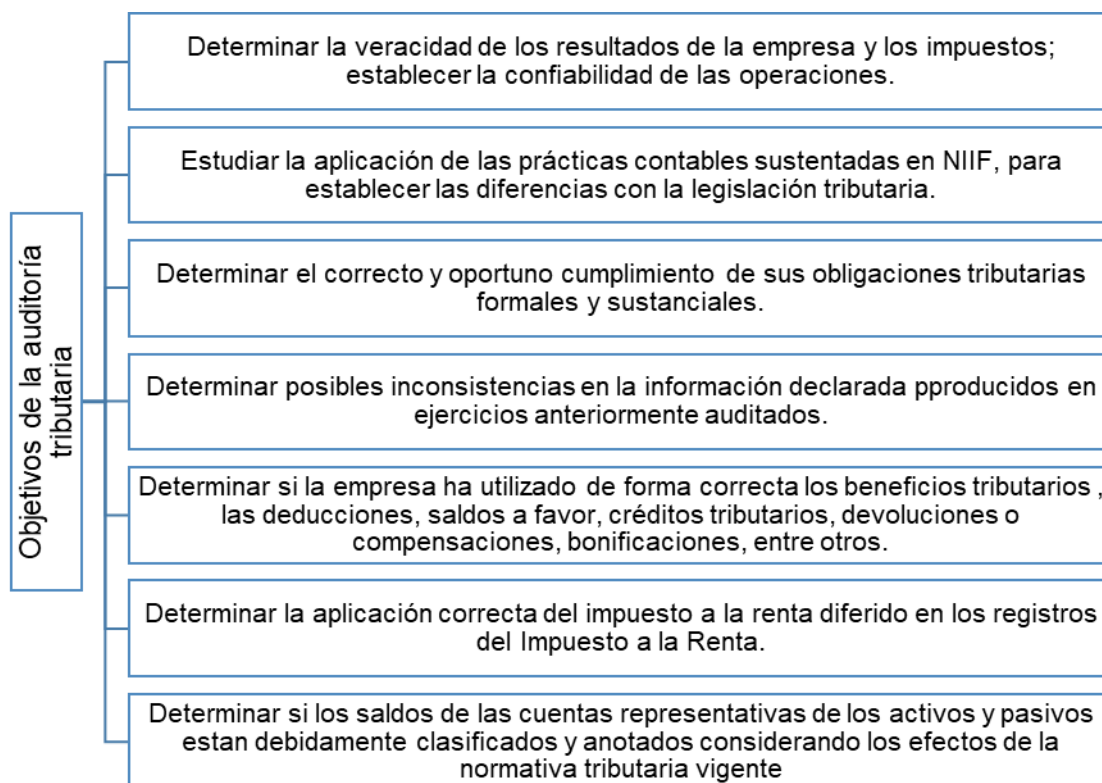 Objetivos de la auditoría
tributaria
Determinar la veracidad de los resultados de la empresa y los impuestos;
establecer la confiabilidad de las operaciones.
Estudiar la aplicación de las prácticas contables sustentadas en NIIF, para
establecer las diferencias con la legislación tributaria.
Determinar el correcto y oportuno cumplimiento de sus obligaciones tributarias
formales y sustanciales.
Determinar posibles inconsistencias en la información declarada pproducidos en
ejercicios anteriormente auditados.
Determinar si la empresa ha utilizado de forma correcta los beneficios tributarios ,
las deducciones, saldos a favor, créditos tributarios, devoluciones o
compensaciones, bonificaciones, entre otros.
Determinar la aplicación correcta del impuesto a la renta diferido en los registros
del Impuesto a la Renta.
Determinar si los saldos de las cuentas representativas de los activos y pasivos
estan debidamente clasificados y anotados considerando los efectos de la
normativa tributaria vigente